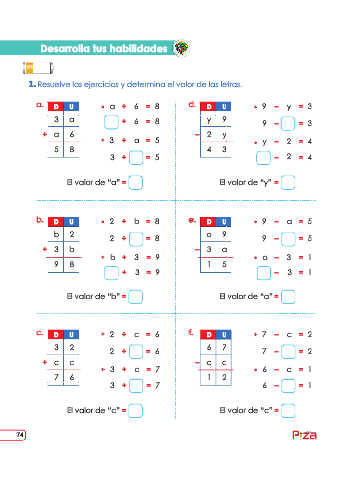 Desarrolla tus habilidades
1. Resuelve los ejercicios y determina el valor de las letras.
a.
D U
3 a
+ a 6
5 8
• a + 6 = 8
+ 6 = 8
• 3 + a = 5
3 + = 5
El valor de “a” =
d.
D U
y 9
− 2 y
4 3
• 9 − y = 3
9 − = 3
• y − 2 = 4
− 2 = 4
El valor de “y” =
b.
D U
b 2
+ 3 b
9 8
• 2 + b = 8
2 + = 8
• b + 3 = 9
+ 3 = 9
El valor de “b” =
e.
D U
a 9
− 3 a
1 5
• 9 − a = 5
9 − = 5
• a − 3 = 1
− 3 = 1
El valor de “a” =
c.
D U
3 2
+ c c
7 6
• 2 + c = 6
2 + = 6
• 3 + c = 7
3 + = 7
El valor de “c” =
f.
D U
6 7
− c c
1 2
• 7 − c = 2
7 − = 2
• 6 − c = 1
6 − = 1
El valor de “c” =
74
Piza